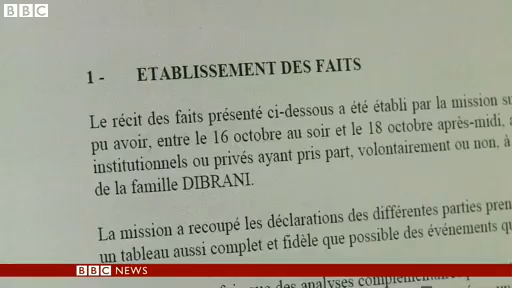 BBC
1 - ETABLISSEMENT DES FAITS
Le récit des faits présenté ci-dessous a été établi par la mission
pu avoir, entre le 16 octobre au soir et le 18 octobre après-midi,
institutionnels ou privés ayant pris part, volontairement ou non, à
de la famille DIBRANI.
La mission a recoupé les déclarations des différentes parties
un tableau aussi complet et fidèle que possible des événements
des analyses
BBC NEWS